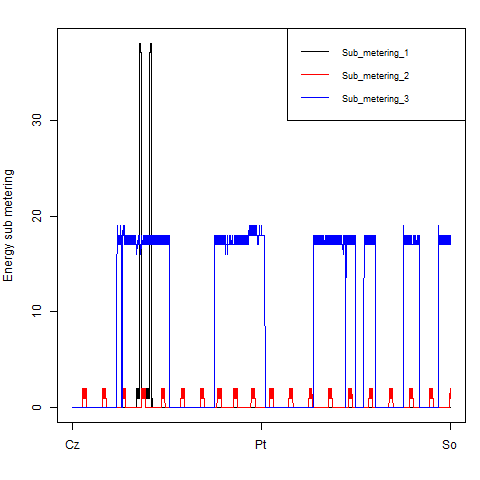 Sub_metering_1
Sub_metering_2
Sub_metering_3
Energy sub metering
30
20
10
0
Cz Pt So